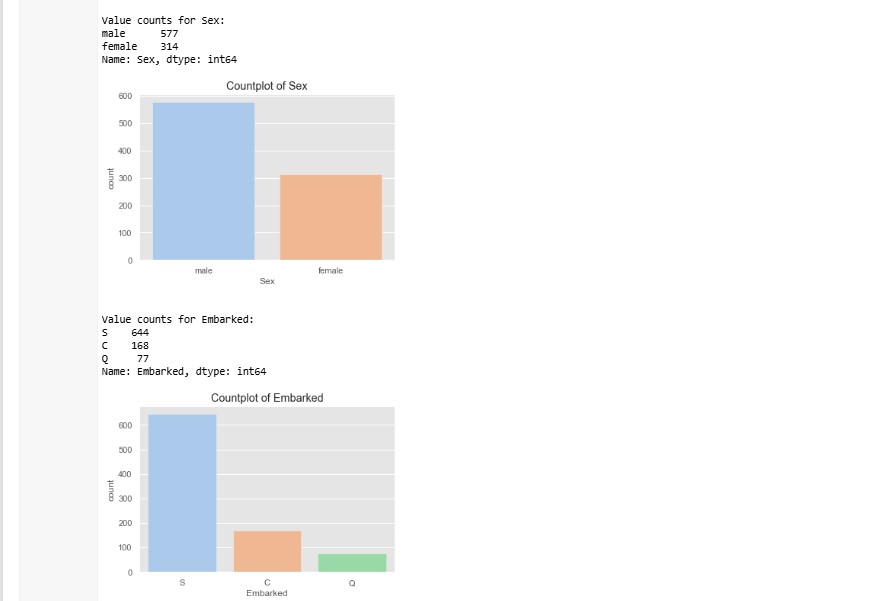 Value counts for Sex:
male      577
female    314
Name: Sex, dtype: int64
Countplot of Sex
600
500
400
300
200
100
0
count
male female
Sex
Value counts for Embarked:
S    644
C    168
Q     77
Name: Embarked, dtype: int64
Countplot of Embarked
600
500
400
300
200
100
0
count
S C Q
Embarked